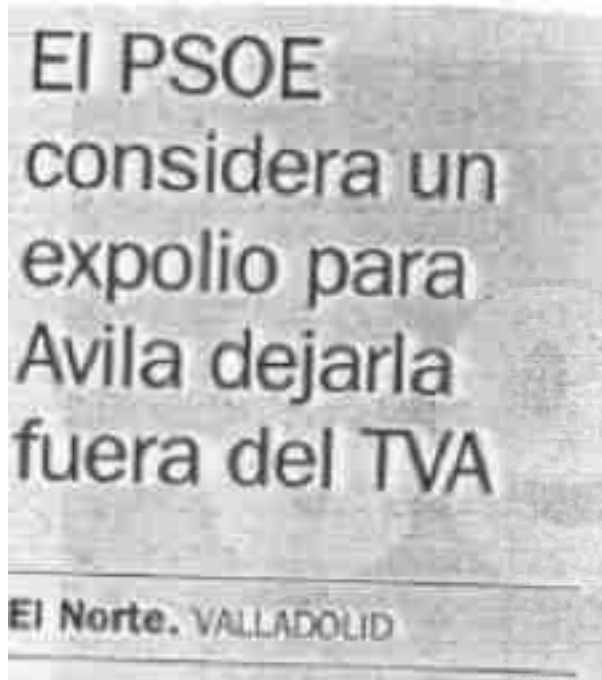 El PSOE
considera un
expolio para
Avila dejarla
fuera del TVA
El Norte. VALLADOLID